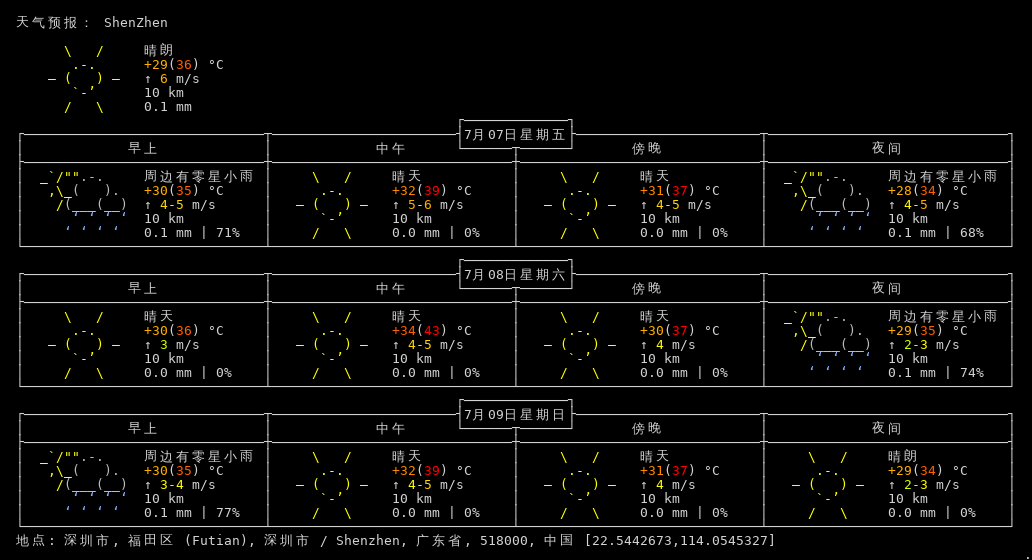 天气预报： ShenZhen
晴朗
+29(36) °C
↑ 6 m/s
10 km
0.1 mm
7月07日星期五
早上 中午 傍晚 夜间
周边有零星小雨 晴天 晴天 周边有零星小雨
+30(35) °C +32(39) °C +31(37) °C +28(34) °C
↑ 4-5 m/s ↑ 5-6 m/s ↑ 4-5 m/s ↑ 4-5 m/s
10 km 10 km 10 km 10 km
0.1 mm | 71% 0.0 mm | 0% 0.0 mm | 0% 0.1 mm | 68%
7月08日星期六
早上 中午 傍晚 夜间
晴天 晴天 晴天 周边有零星小雨
+30(36) °C +34(43) °C +30(37) °C +29(35) °C
↑ 3 m/s ↑ 4-5 m/s ↑ 4 m/s ↑ 2-3 m/s
10 km 10 km 10 km 10 km
0.0 mm | 0% 0.0 mm | 0% 0.0 mm | 0% 0.1 mm | 74%
7月09日星期日
早上 中午 傍晚 夜间
周边有零星小雨 晴天 晴天 晴朗
+30(35) °C +32(39) °C +31(37) °C +29(34) °C
↑ 3-4 m/s ↑ 4-5 m/s ↑ 4 m/s ↑ 2-3 m/s
10 km 10 km 10 km 10 km
0.1 mm | 77% 0.0 mm | 0% 0.0 mm | 0% 0.0 mm | 0%
地点: 深圳市, 福田区 (Futian), 深圳市 / Shenzhen, 广东省, 518000, 中国 [22.5442673,114.0545327]